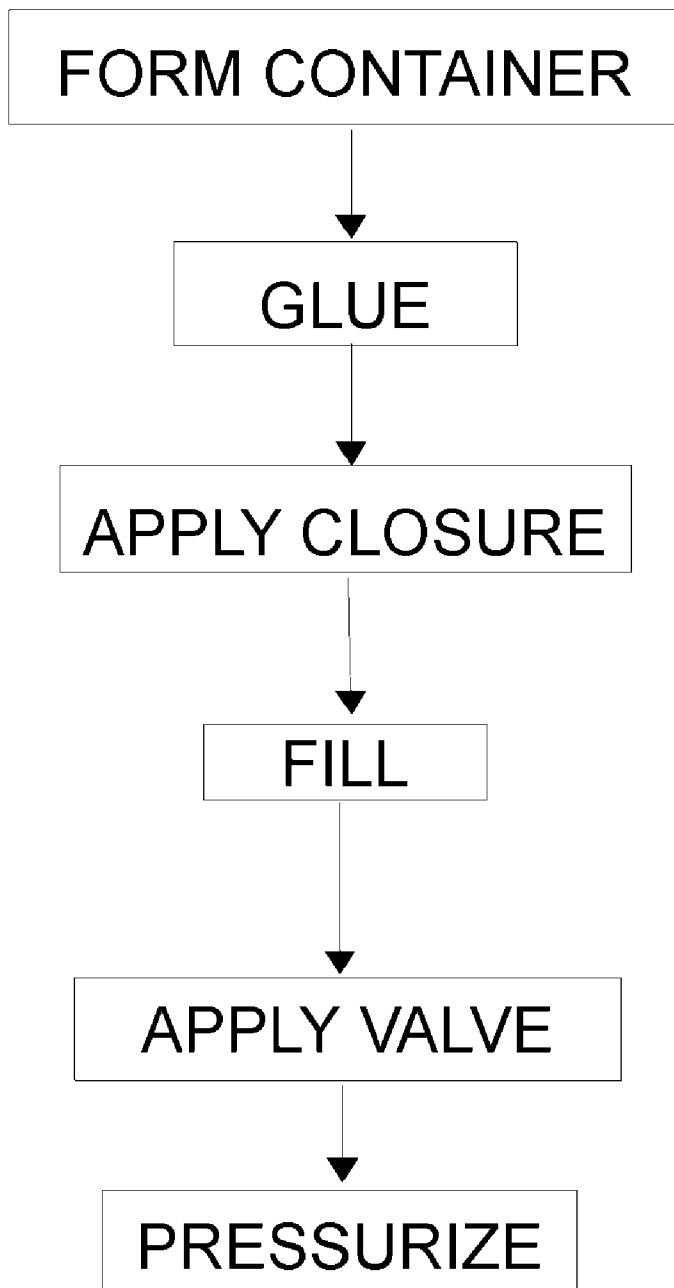 FORM CONTAINER
GLUE
APPLY CLOSURE
FILL
APPLY VALVE
PRESSURIZE